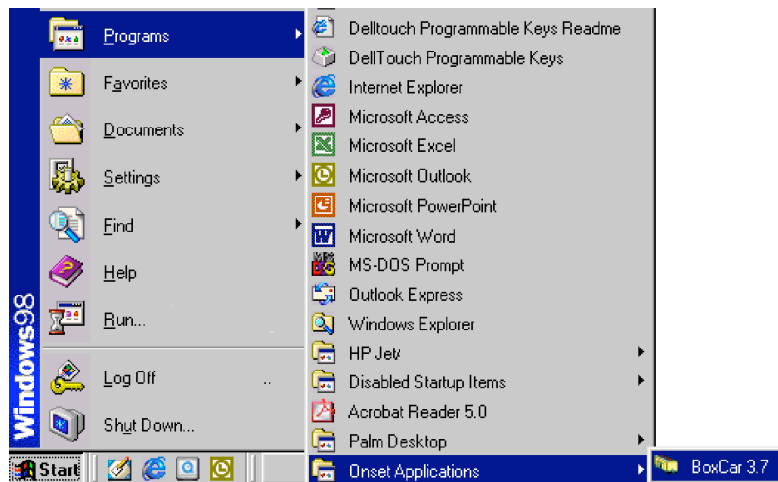 Programs
Favorites
Documents
Settings
Find
Help
Run...
Log Off ..
Shut Down...
Windows98
Start
Delltouch Programmable Keys Readme
DellTouch Programmable Keys
Internet Explorer
Microsoft Access
Microsoft Excel
Microsoft Outlook
Microsoft PowerPoint
Microsoft Word
MS-DOS Prompt
Outlook Express
Windows Explorer
HP Jet
Disabled Startup Items
Acrobat Reader 5.0
Palm Desktop
Onset Applications
BoxCar 3.7